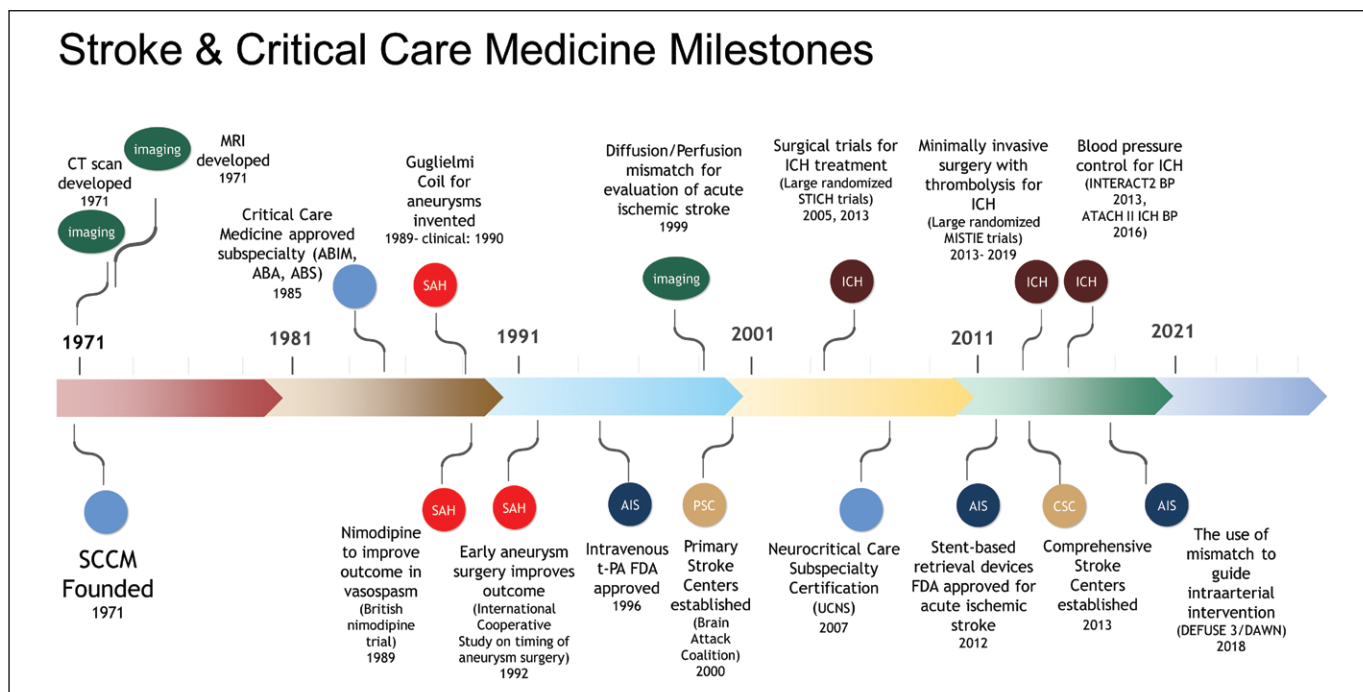 Stroke & Critical Care Medicine Milestones
CT scan
developed
1971
imaging
imaging
MRI
developed
1971
Critical Care
Medicine approved
subspecialty (ABIM,
ABA, ABS)
1985
Guglielmi
Coil for
aneurysms
invented
1989- clinical: 1990
SAH
Diffusion/Perfusion
mismatch for
evaluation of acute
ischemic stroke
1999
imaging
Surgical trials for
ICH treatment
(Large randomized
STICH trials)
2005, 2013
ICH
Minimally invasive
surgery with
thrombolysis for
ICH
(Large randomized
MISTIE trials)
2013- 2019
ICH
Blood pressure
control for ICH
(INTERACT2 BP
2013,
ATACH II ICH BP
2016)
ICH
1971
1981
1991
2001
2011
2021
SCCM
Founded
1971
SAH
Nimodipine
to improve
outcome in
vasospasm
(British
nimodipine
trial)
1989
SAH
Early aneurysm
surgery improves
outcome
(International
Cooperative
Study on timing of
aneurysm surgery)
1992
AIS
Intravenous
t-PA FDA
approved
1996
PSC
Primary
Stroke
Centers
established
(Brain
Attack
Coalition)
2000
Neurocritical Care
Subspecialty
Certification
(UCNS)
2007
AIS
Stent-based
retrieval devices
FDA approved for
acute ischemic
stroke
2012
CSC
Comprehensive
Stroke
Centers
established
2013
AIS
The use of
mismatch to
guide
intraarterial
intervention
(DEFUSE 3/DAWN)
2018